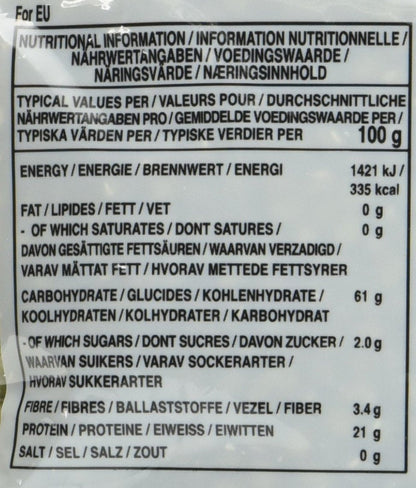 For EU
NUTRITIONAL INFORMATION / INFORMATION NUTRITIONNELLE /
NÄHRWERTANGABEN / VOEDINGSWAARDE /
NÄRINGSVÄRDE / NÆRINGSINNHOLD
TYPICAL VALUES PER / VALEURS POUR / DURCHSCHNITTLICHE
NÄHRWERTANGABEN PRO / GEMIDDELDE VOEDINGSWAARDE PER /
TYPISKA VÄRDEN PER / TYPISKE VERDIER PER 100 g
ENERGY / ENERGIE / BRENNWERT / ENERGI 1421 kJ /
335 kcal
FAT / LIPIDES / FETT / VET 0 g
- OF WHICH SATURATES / DONT SATURES / 0 g
DAVON GESÄTTIGTE FETTSÄUREN / WAARVAN VERZADIGD /
VARAV MÄTTAT FETT / HVORAV METTEDE FETTSYRER
CARBOHYDRATE / GLUCIDES / KOHLENHYDRATE / 61 g
KOOLHYDRATEN / KOLHYDRATER / KARBOHYDRAT
- OF WHICH SUGARS / DONT SUCRES / DAVON ZUCKER / 2.0 g
WAARVAN SUIKERS / VARAV SOCKERARTER /
HVORAV SUKKERARTER
FIBRE / FIBRES / BALLASTSTOFFE / VEZEL / FIBER 3.4 g
PROTEIN / PROTEINE / EIWEISS / EIWITTEN 21 g
SALT / SEL / SALZ / ZOUT 0 g